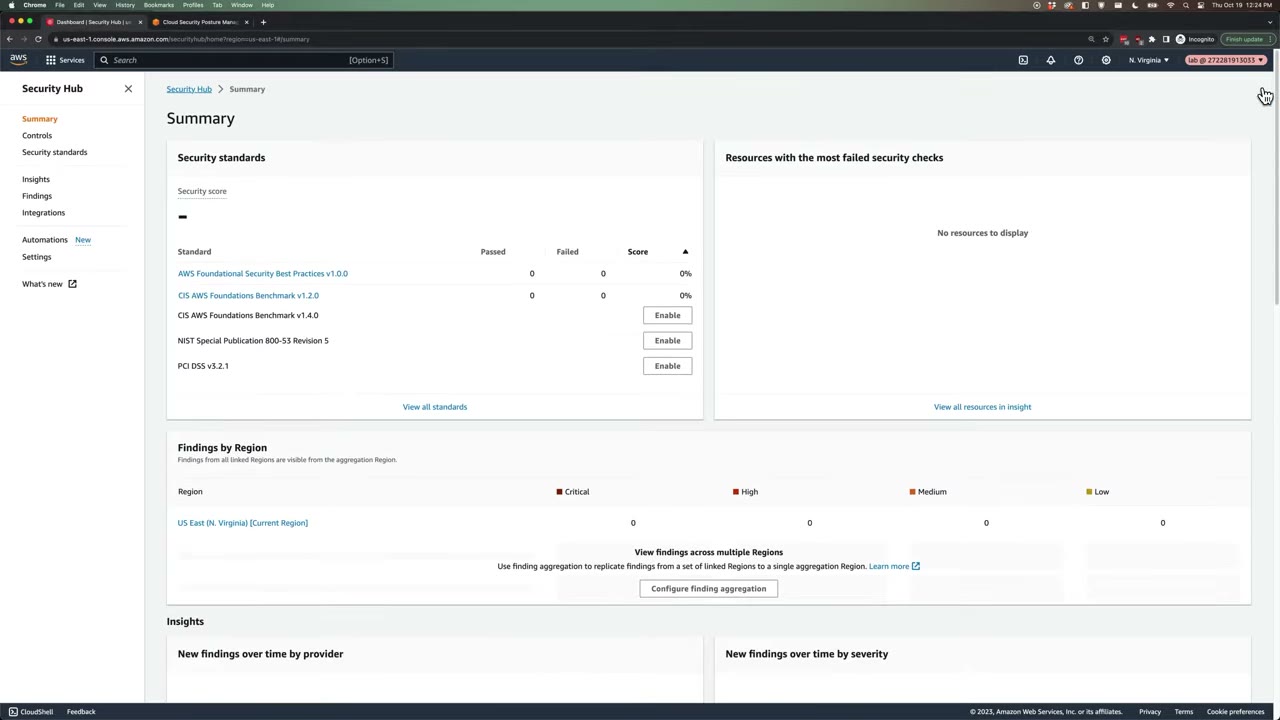 Chrome File Edit View History Bookmarks Profiles Tab Window Help
Thu Oct 19 12:24 PM
Dashboard | Security Hub | us
Cloud Security Posture Mana
us-east-1.console.aws.amazon.com/securityhub/home?region=us-east-1#/summary
Incognito
Finish update
aws
Services
Search
[Option+S]
N. Virginia
lab @ 272281913033
Security Hub
Summary
Controls
Security standards
Insights
Findings
Integrations
Automations New
Settings
What's new
Security Hub > Summary
Summary
Security standards
Security score
–
Standard Passed Failed Score
AWS Foundational Security Best Practices v1.0.0 0 0 0%
CIS AWS Foundations Benchmark v1.2.0 0 0 0%
CIS AWS Foundations Benchmark v1.4.0 Enable
NIST Special Publication 800-53 Revision 5 Enable
PCI DSS v3.2.1 Enable
View all standards
Resources with the most failed security checks
No resources to display
View all resources in insight
Findings by Region
Findings from all linked Regions are visible from the aggregation Region.
Region Critical High Medium Low
US East (N. Virginia) [Current Region] 0 0 0 0
View findings across multiple Regions
Use finding aggregation to replicate findings from a set of linked Regions to a single aggregation Region. Learn more
Configure finding aggregation
Insights
New findings over time by provider
New findings over time by severity
CloudShell Feedback
© 2023, Amazon Web Services, Inc. or its affiliates. Privacy Terms Cookie preferences